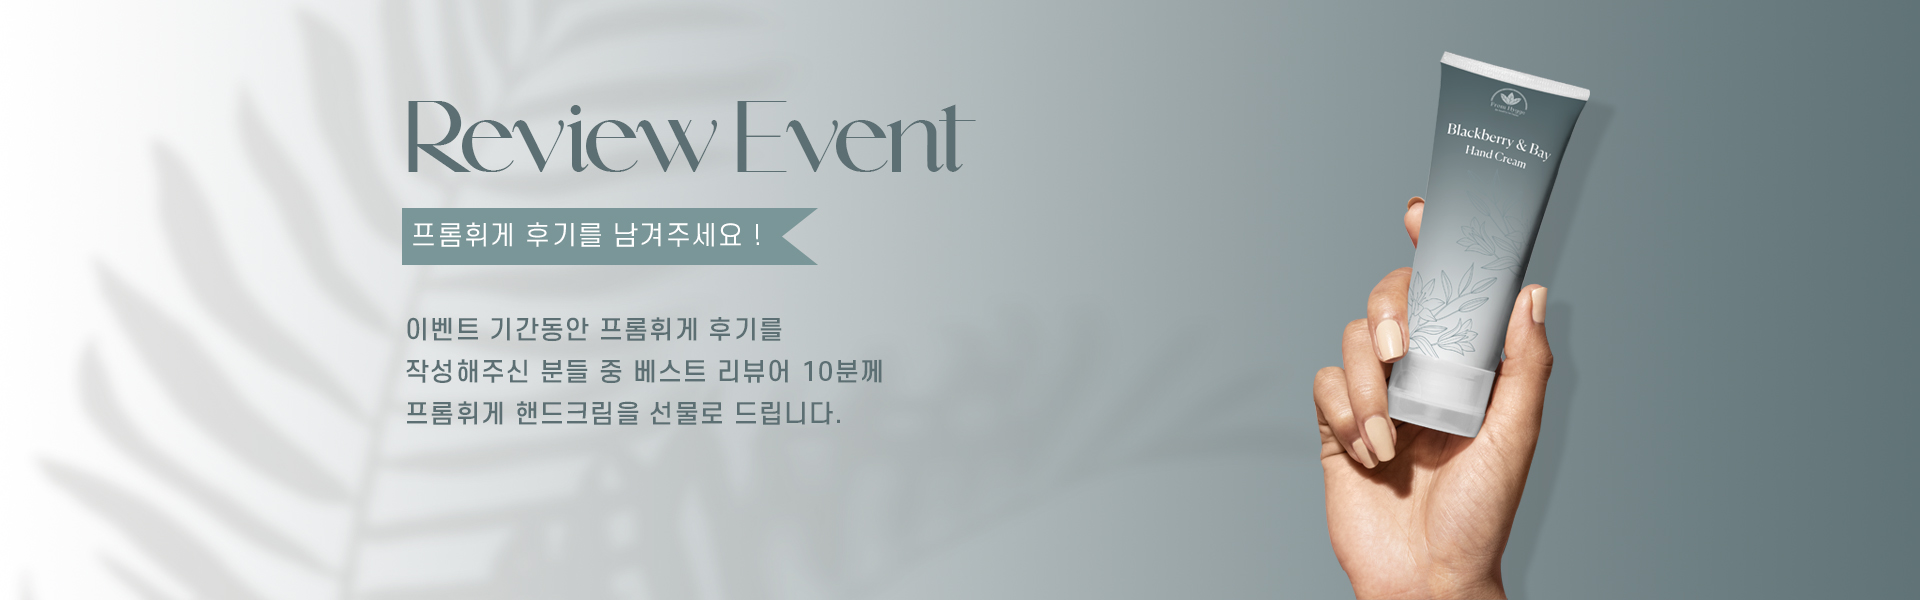 Review Event
프롬휘게 후기를 남겨주세요 !
이벤트 기간동안 프롬휘게 후기를
작성해주신 분들 중 베스트 리뷰어 10분께
프롬휘게 핸드크림을 선물로 드립니다.
From Hygge
Blackberry & Bay
Hand Cream